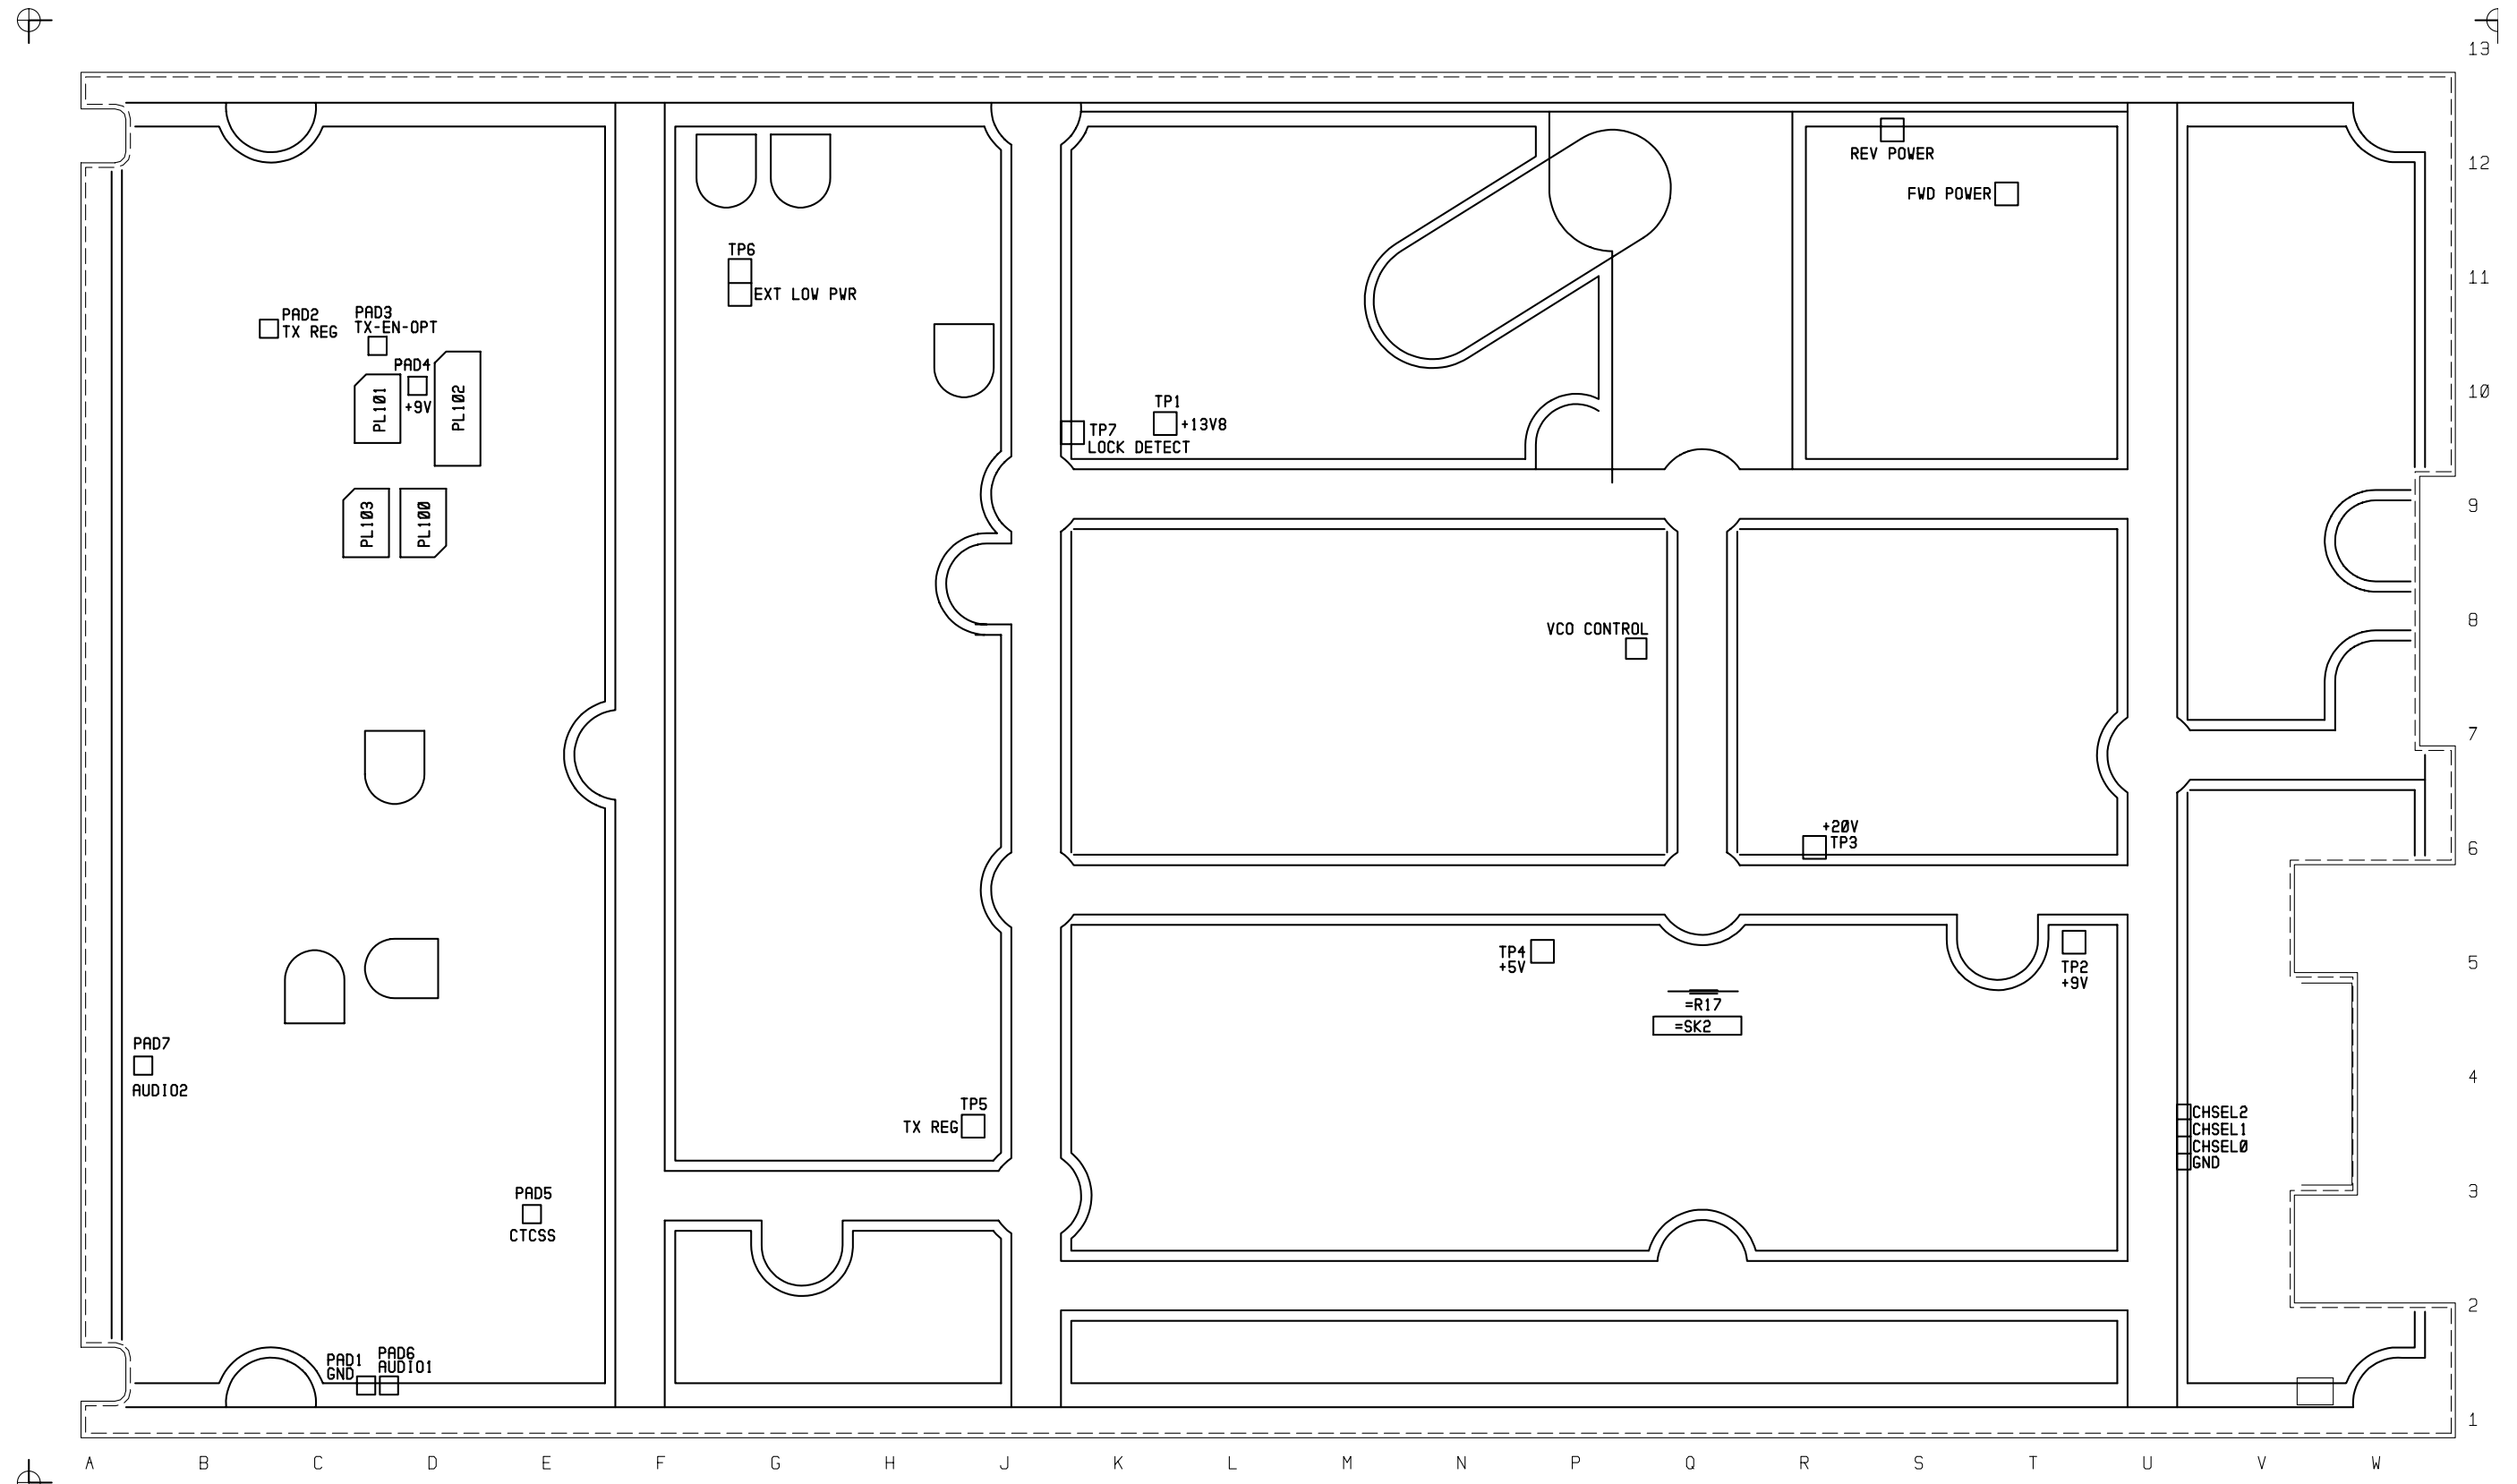 13
REV POWER
12
FWD POWER
TP6
11
EXT LOW PWR
PAD2
TX REG
PAD3
TX-EN-OPT
PAD4
+9V
PL101
PL102
10
TP1
+13V8
TP7
LOCK DETECT
PL103
PL100
9
8
VCO CONTROL
7
+20V
TP3
6
TP4
+5V
5
TP2
+9V
=R17
=SK2
PAD7
AUDIO2
4
TP5
TX REG
CHSEL2
CHSEL1
CHSEL0
GND
PAD5
CTCSS
3
2
PAD1
GND
PAD6
AUDIO1
1
A B C D E F G H J K L M N P Q R S T U V W